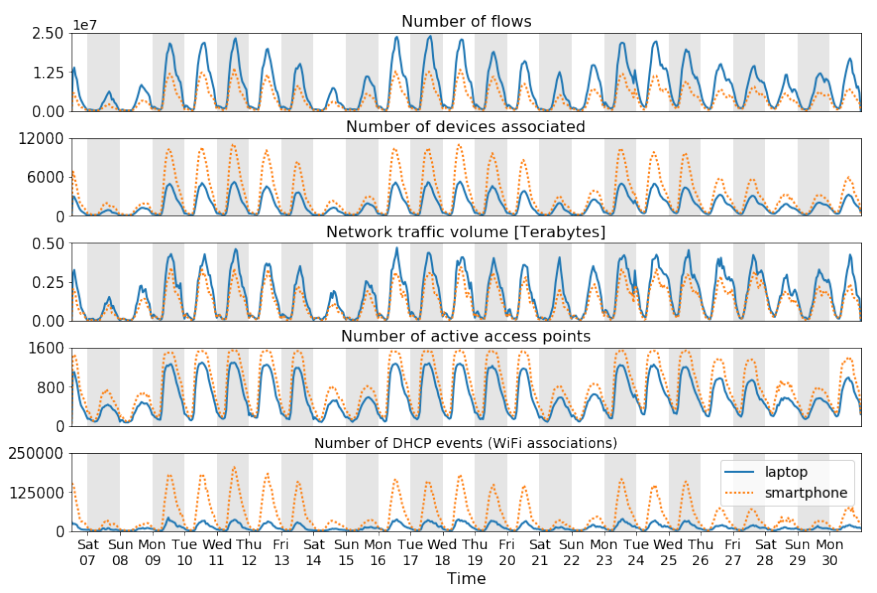 Number of flows
1e7
2.50
1.25
0.00
Number of devices associated
12000
6000
0
Network traffic volume [Terabytes]
0.50
0.25
0.00
Number of active access points
1600
800
0
Number of DHCP events (WiFi associations)
250000
125000
0
laptop
smartphone
Sat Sun Mon Tue Wed Thu Fri Sat Sun Mon Tue Wed Thu Fri Sat Sun Mon Tue Wed Thu Fri Sat Sun Mon
07 08 09 10 11 12 13 14 15 16 17 18 19 20 21 22 23 24 25 26 27 28 29 30
Time